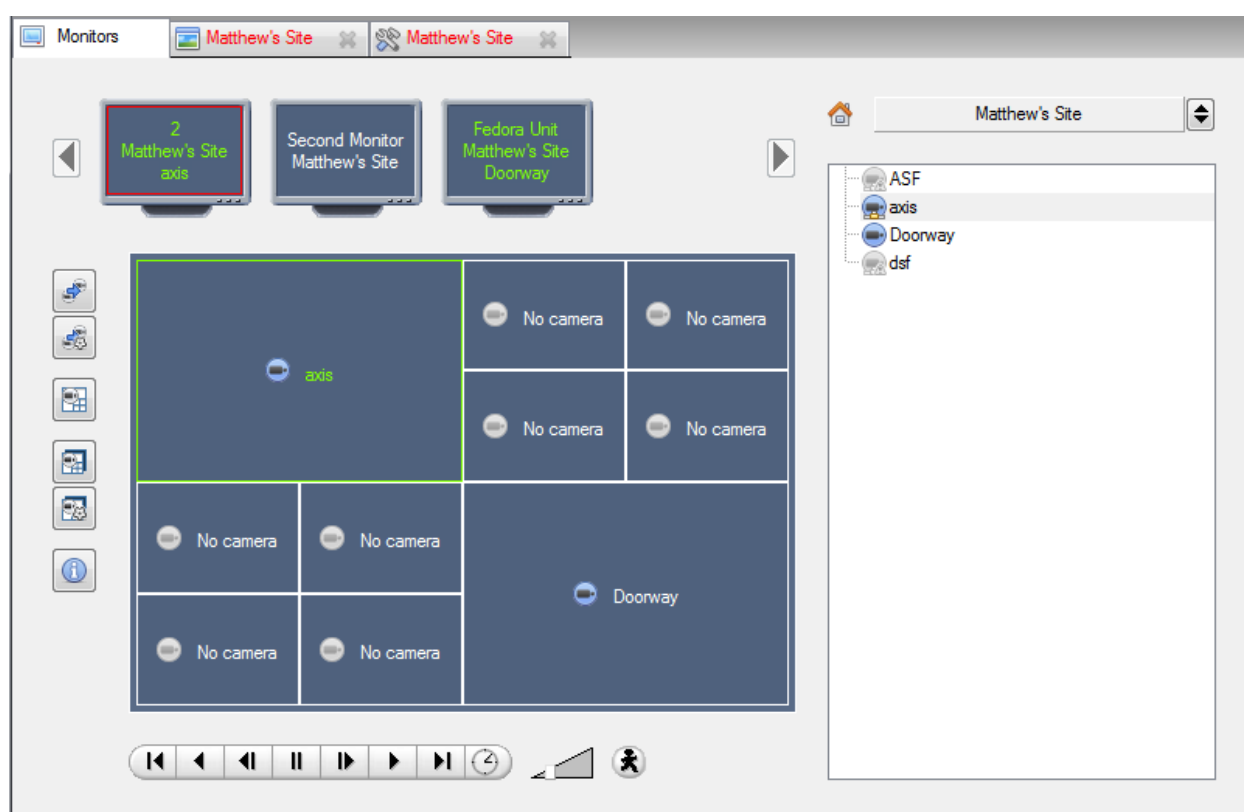 Monitors
Matthew's Site
Matthew's Site
2
Matthew's Site
axis
Second Monitor
Matthew's Site
Fedora Unit
Matthew's Site
Doorway
Matthew's Site
ASF
axis
Doorway
dsf
axis
No camera
No camera
No camera
No camera
No camera
No camera
Doorway
No camera
No camera